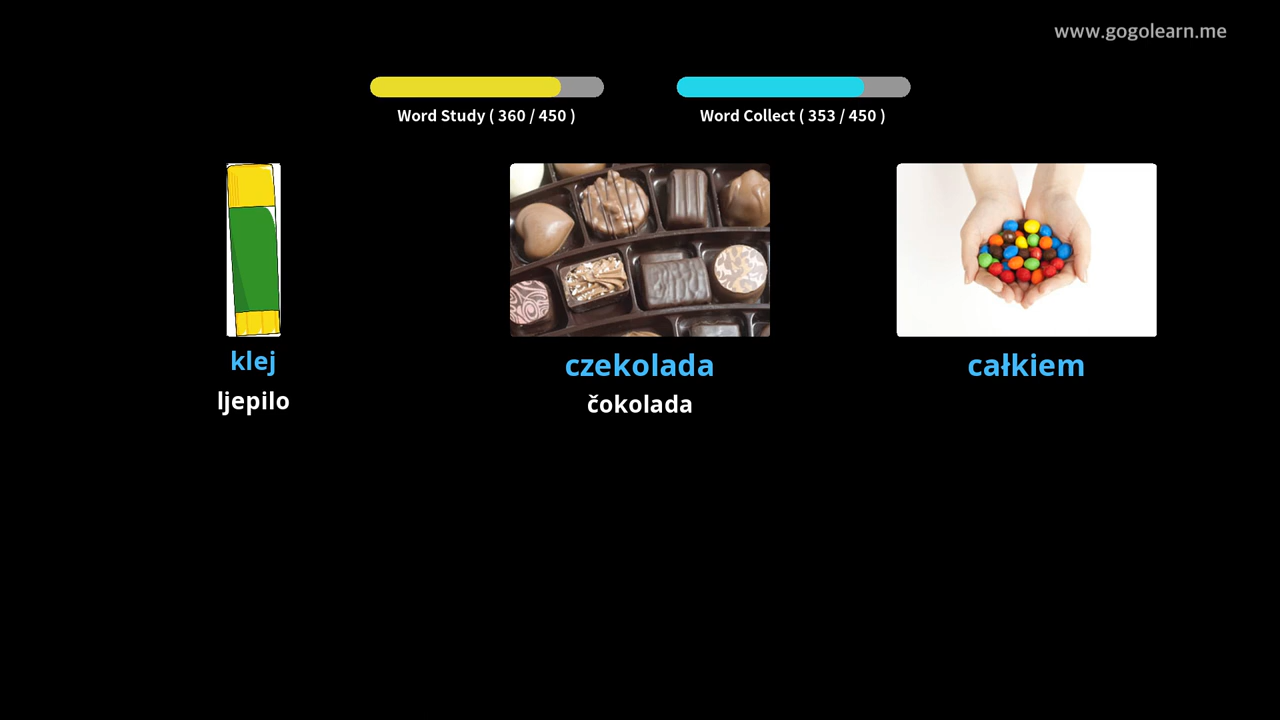 www.gogolearn.me
Word Study ( 360 / 450 )
Word Collect ( 353 / 450 )
klej
ljepilo
czekolada
čokolada
całkiem